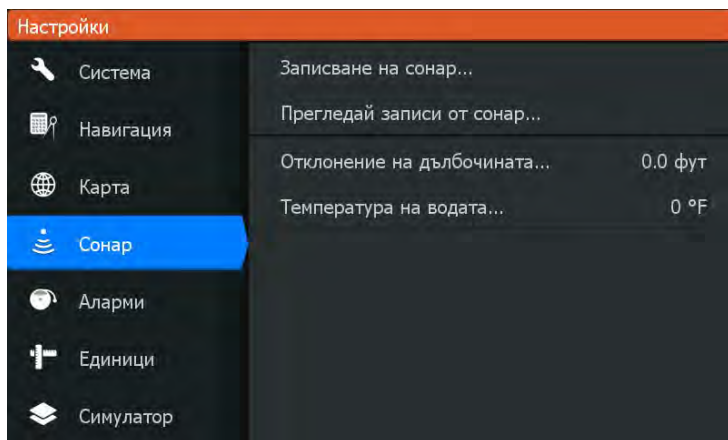 Настройки
Система
Навигация
Карта
Сонар
Аларми
Единици
Симулатор
Записване на сонар...
Прегледай записи от сонар...
Отклонение на дълбочината... 0.0 фут
Температура на водата... 0 °F